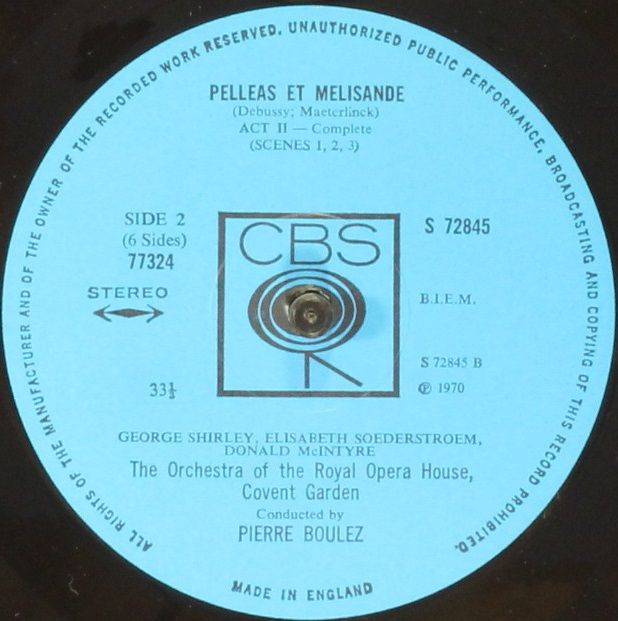 ALL RIGHTS OF THE MANUFACTURER AND OF THE OWNER OF THE RECORDED WORK RESERVED. UNAUTHORIZED PUBLIC PERFORMANCE, BROADCASTING AND COPYING OF THIS RECORD PROHIBITED.
PELLEAS ET MELISANDE
(Debussy; Maeterlinck)
ACT II — Complete
(SCENES 1, 2, 3)
SIDE 2
(6 Sides)
77324
STEREO
33⅓
CBS
S 72845
B.I.E.M.
S 72845 B
℗ 1970
GEORGE SHIRLEY, ELISABETH SOEDERSTROEM,
DONALD McINTYRE
The Orchestra of the Royal Opera House,
Covent Garden
Conducted by
PIERRE BOULEZ
MADE IN ENGLAND